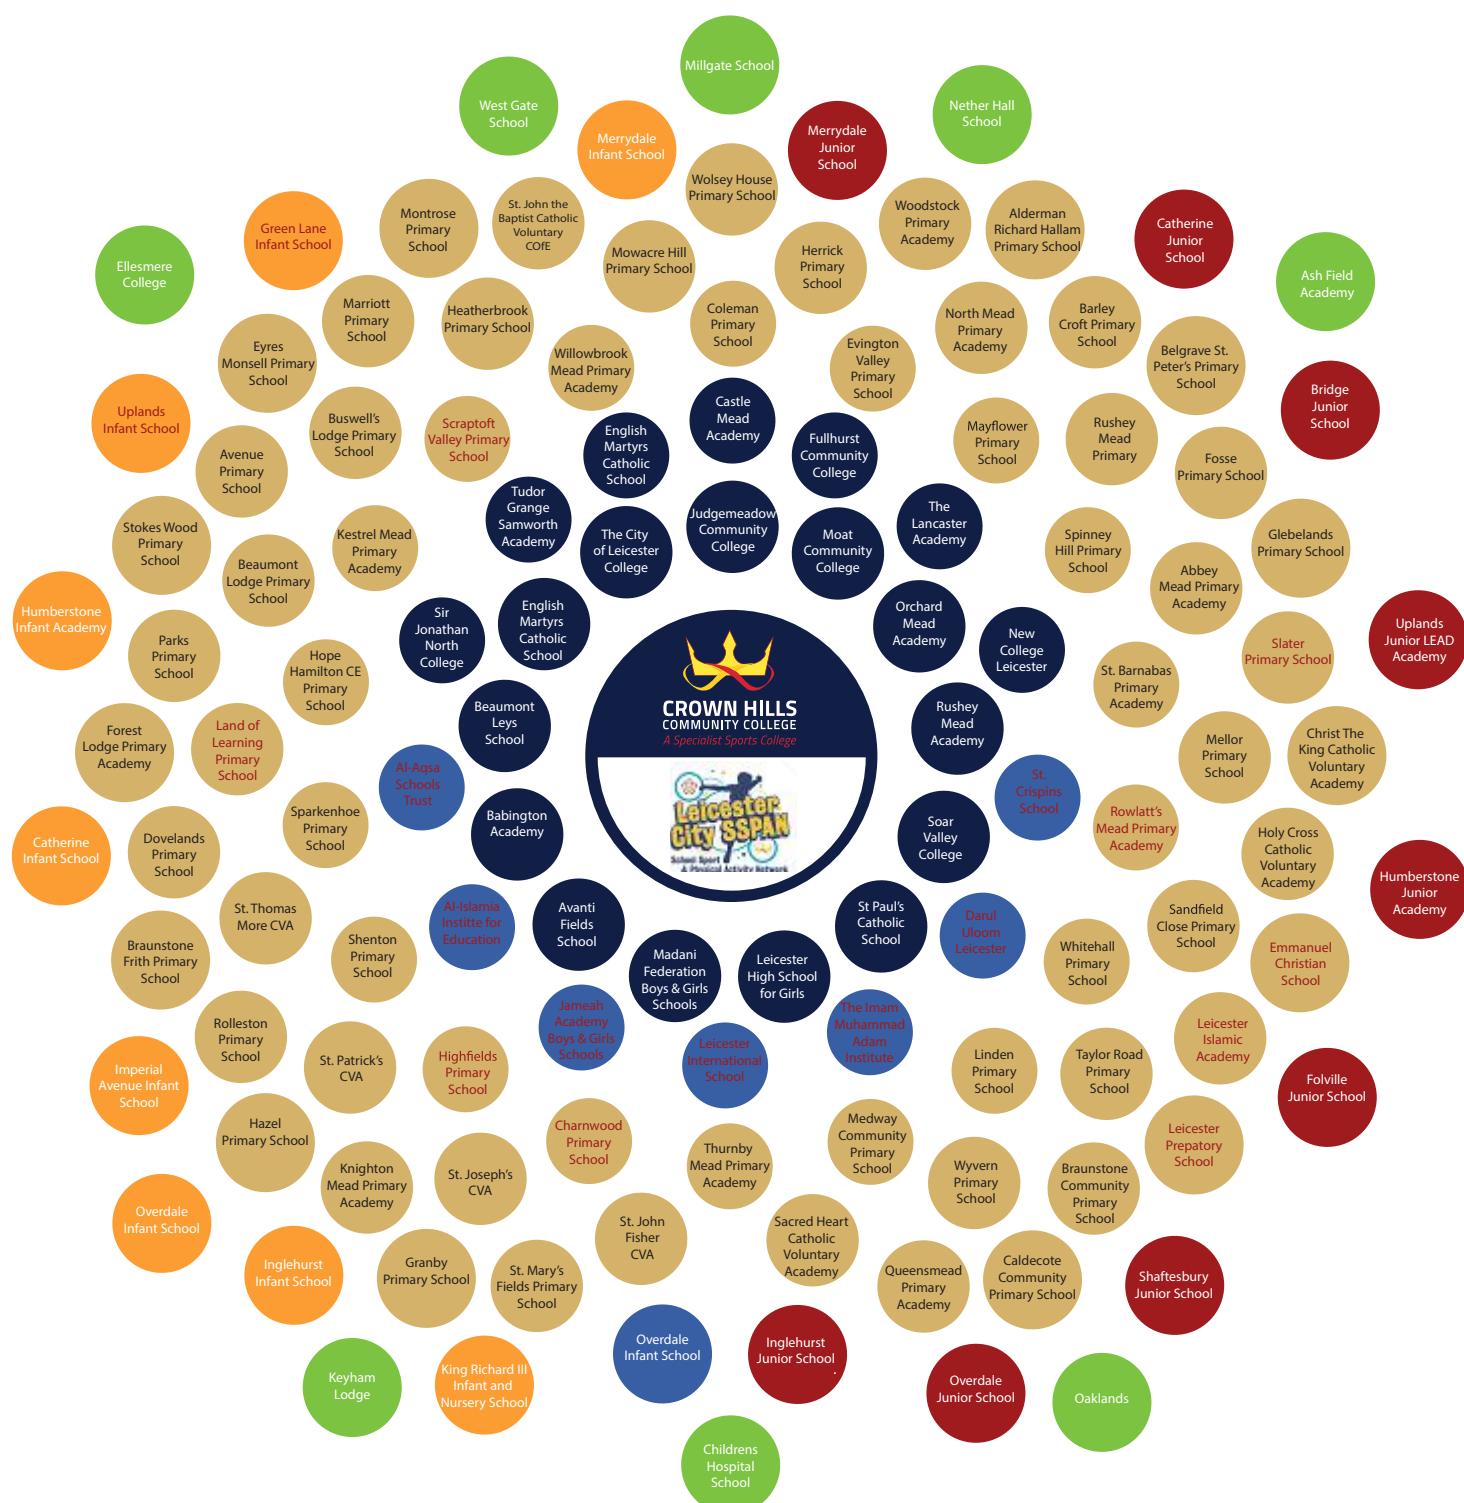 Millgate School
West Gate
School
Nether Hall
School
Merrydale
Infant School
Merrydale
Junior
School
Wolsey House
Primary School
Montrose
Primary
School
St. John the
Baptist Catholic
Voluntary
COfE
Woodstock
Primary
Academy
Alderman
Richard Hallam
Primary School
Green Lane
Infant School
Catherine
Junior
School
Mowacre Hill
Primary School
Herrick
Primary
School
Ellesmere
College
Ash Field
Academy
Marriott
Primary
School
Heatherbrook
Primary School
Coleman
Primary
School
North Mead
Primary
Academy
Barley
Croft Primary
School
Eyres
Monsell Primary
School
Willowbrook
Mead Primary
Academy
Evington
Valley
Primary
School
Belgrave St.
Peter's Primary
School
Uplands
Infant School
Bridge
Junior
School
Buswell's
Lodge Primary
School
Scraptoft
Valley Primary
School
Castle
Mead
Academy
English
Martyrs
Catholic
School
Fullhurst
Community
College
Mayflower
Primary
School
Rushey
Mead
Primary
Avenue
Primary
School
Fosse
Primary School
Tudor
Grange
Samworth
Academy
The City
of Leicester
College
Judgemeadow
Community
College
Moat
Community
College
The
Lancaster
Academy
Stokes Wood
Primary
School
Kestrel Mead
Primary
Academy
Spinney
Hill Primary
School
Glebelands
Primary School
Beaumont
Lodge Primary
School
Abbey
Mead Primary
Academy
Humberstone
Infant Academy
Sir
Jonathan
North
College
English
Martyrs
Catholic
School
Orchard
Mead
Academy
New
College
Leicester
Uplands
Junior LEAD
Academy
Parks
Primary
School
Hope
Hamilton CE
Primary
School
St. Barnabas
Primary
Academy
Slater
Primary School
CROWN HILLS
COMMUNITY COLLEGE
A Specialist Sports College
Leicester
City SSPAN
School Sport
& Physical Activity Network
Beaumont
Leys
School
Rushey
Mead
Academy
Forest
Lodge Primary
Academy
Land of
Learning
Primary
School
Mellor
Primary
School
Christ The
King Catholic
Voluntary
Academy
Al-Aqsa
Schools
Trust
St.
Crispins
School
Sparkenhoe
Primary
School
Babington
Academy
Soar
Valley
College
Rowlatt's
Mead Primary
Academy
Catherine
Infant School
Dovelands
Primary
School
Holy Cross
Catholic
Voluntary
Academy
Humberstone
Junior
Academy
St. Thomas
More CVA
Al-Islamia
Institte for
Education
Avanti
Fields
School
St Paul's
Catholic
School
Darul
Uloom
Leicester
Sandfield
Close Primary
School
Braunstone
Frith Primary
School
Shenton
Primary
School
Madani
Federation
Boys & Girls
Schools
Leicester
High School
for Girls
Whitehall
Primary
School
Emmanuel
Christian
School
Rolleston
Primary
School
Jameah
Academy
Boys & Girls
Schools
The Imam
Muhammad
Adam
Institute
Leicester
Islamic
Academy
St. Patrick's
CVA
Highfields
Primary
School
Leicester
International
School
Linden
Primary
School
Taylor Road
Primary
School
Imperial
Avenue Infant
School
Folville
Junior School
Hazel
Primary School
Charnwood
Primary
School
Medway
Community
Primary
School
Leicester
Prepatory
School
Knighton
Mead Primary
Academy
St. Joseph's
CVA
Thurnby
Mead Primary
Academy
Wyvern
Primary
School
Braunstone
Community
Primary
School
Overdale
Infant School
St. John
Fisher
CVA
Sacred Heart
Catholic
Voluntary
Academy
Inglehurst
Infant School
Granby
Primary School
St. Mary's
Fields Primary
School
Queensmead
Primary
Academy
Caldecote
Community
Primary School
Shaftesbury
Junior School
Overdale
Infant School
Inglehurst
Junior School
.
Keyham
Lodge
King Richard III
Infant and
Nursery School
Overdale
Junior School
Oaklands
Childrens
Hospital
School